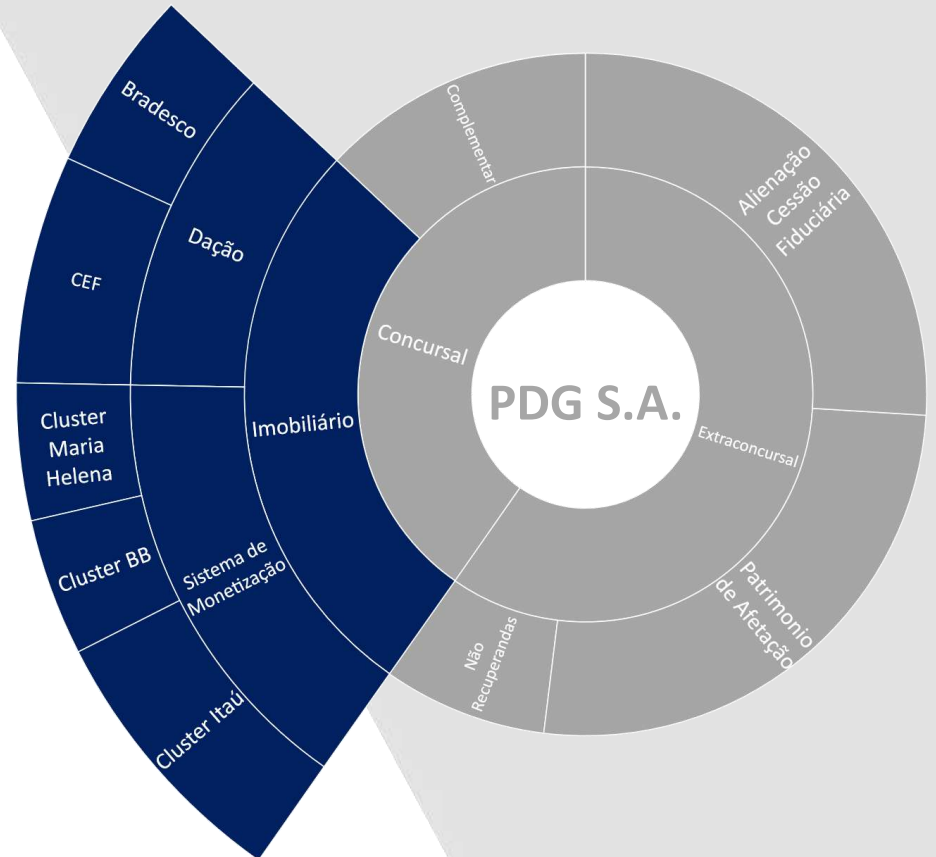 Bradesco
CEF
Cluster
Maria
Helena
Cluster BB
Cluster Itaú
Dação
Sistema de
Monetização
Imobiliário
Concursal
Complementar
PDG S.A.
Extraconcursal
Alienação
Cessão
Fiduciária
Patrimonio
de Afetação
Não
Recuperandas